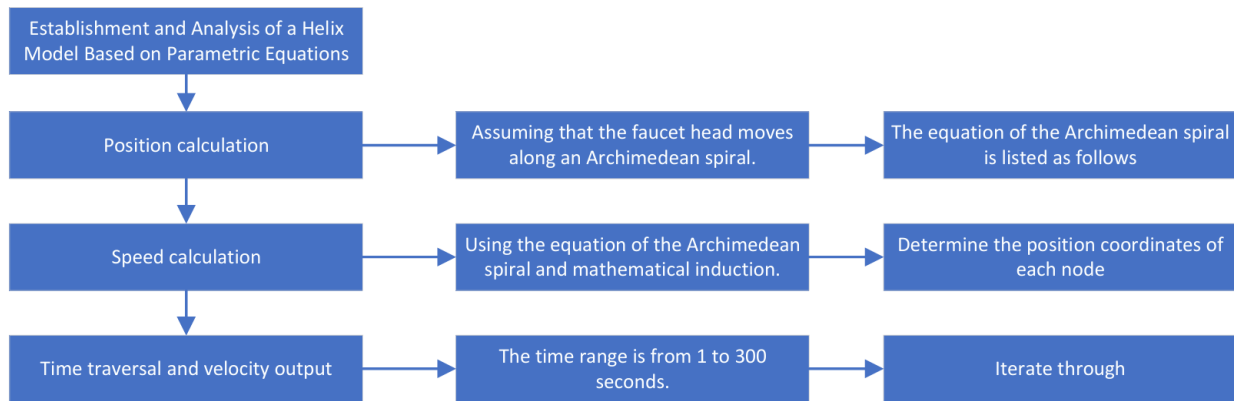 Establishment and Analysis of a Helix
Model Based on Parametric Equations
Position calculation
Assuming that the faucet head moves
along an Archimedean spiral.
The equation of the Archimedean spiral
is listed as follows
Speed calculation
Using the equation of the Archimedean
spiral and mathematical induction.
Determine the position coordinates of
each node
Time traversal and velocity output
The time range is from 1 to 300
seconds.
Iterate through